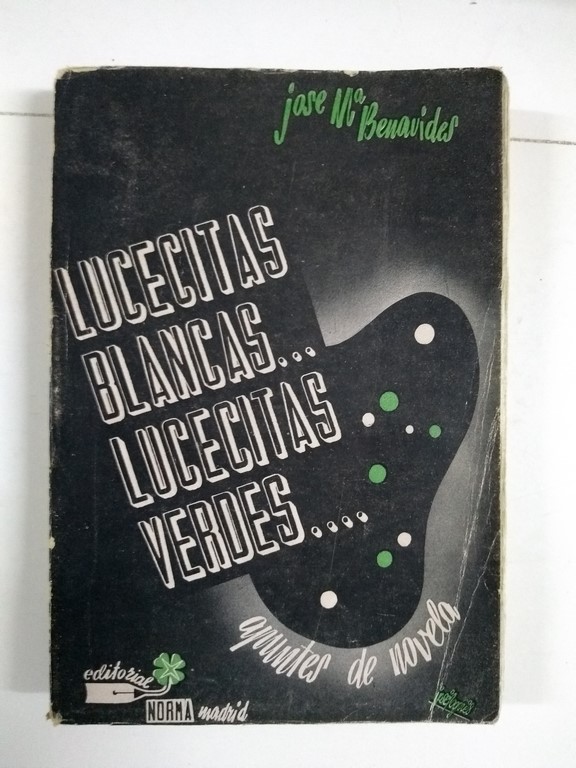 jose Mª Benavides
LUCECITAS
BLANCAS...
LUCECITAS
VERDES....
apuntes de novela
editorial
NORMA madrid